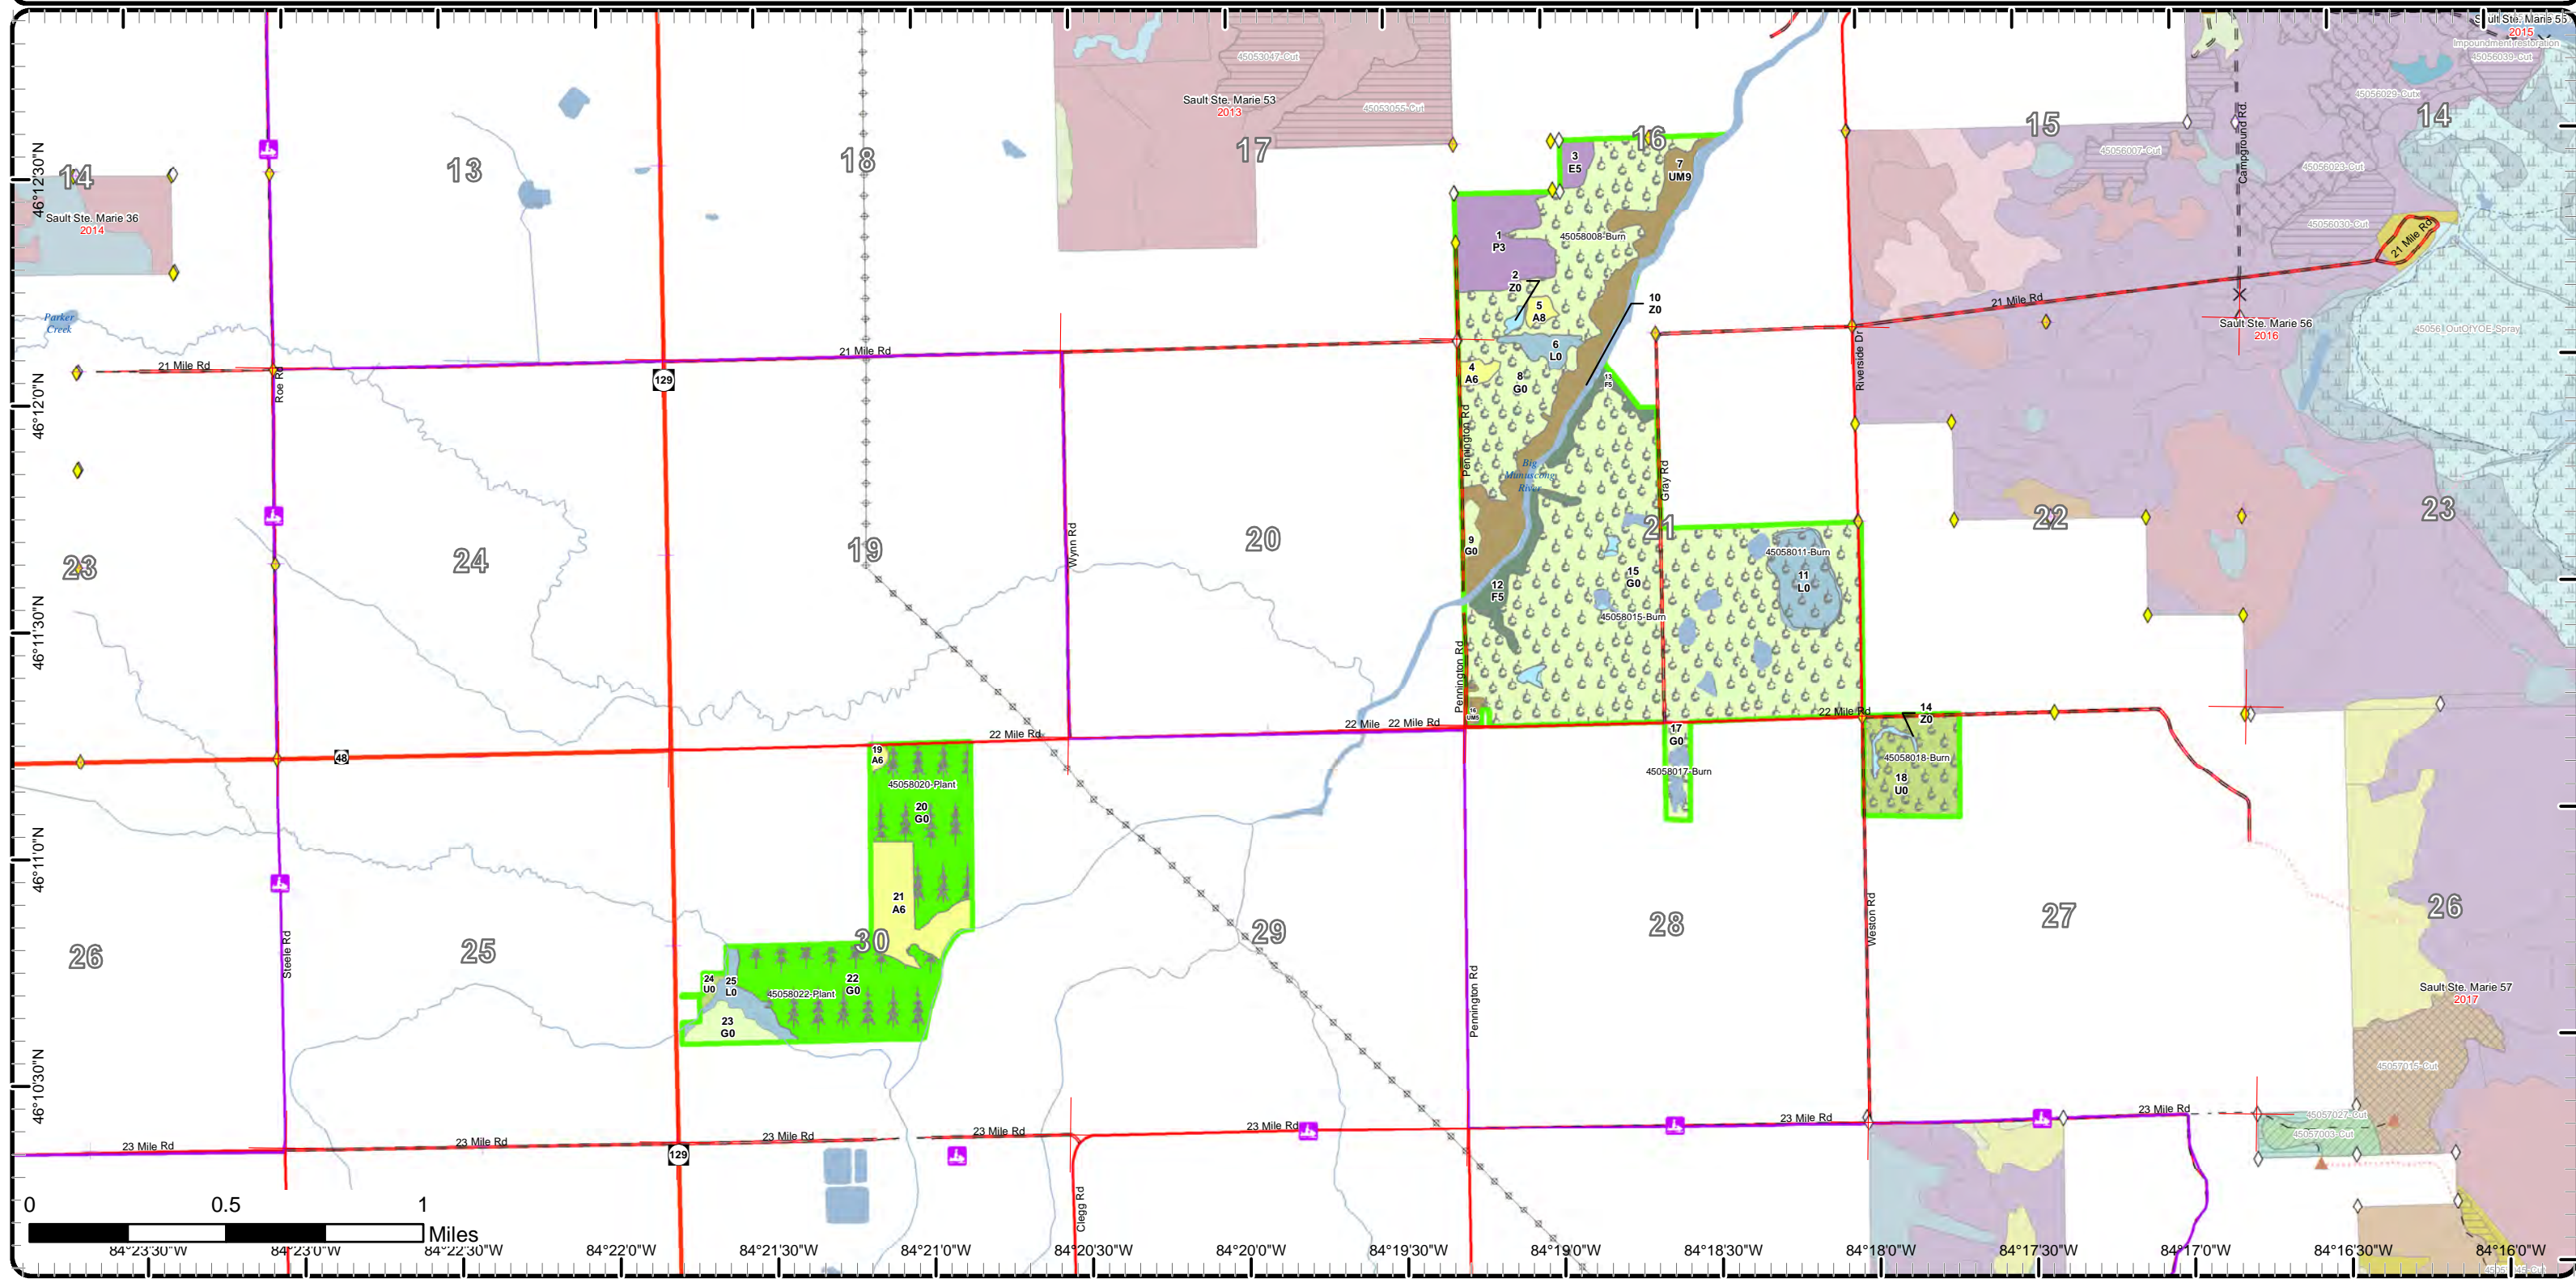 Sault Ste. Marie 55
2015
Impoundment restoration
45056039-Cut
45053047-Cut
Sault Ste. Marie 53
2013
45053055-Cut
45056029-Cutx
14
15
16
17
18
13
14
45056007-Cut
Campground Rd.
45056023-Cut
3
E5
7
UM9
46°12'30"N
Sault Ste. Marie 36
2014
45056030-Cut
21 Mile Rd
1
P3
45058008-Burn
2
Z0
5
A8
10
Z0
21 Mile Rd
Parker
Creek
Sault Ste. Marie 56
2016
45056_OutOfYOE-Spray
6
L0
21 Mile Rd
21 Mile Rd
Roe Rd
129
Riverside Dr
4
A6
8
G0
13
F5
46°12'0"N
Pennington Rd
Gray Rd
Big
Munuscong
River
Wynn Rd
23
24
19
20
21
22
23
9
G0
45058011-Burn
11
L0
12
F5
15
G0
45058015-Burn
46°11'30"N
Pennington Rd
16
UM5
22 Mile Rd
22 Mile
22 Mile Rd
22 Mile Rd
14
Z0
17
G0
48
19
A6
45058020-Plant
45058017-Burn
45058018-Burn
18
U0
20
G0
46°11'0"N
21
A6
26
25
30
29
28
27
26
Steele Rd
Weston Rd
24
U0
25
L0
22
G0
45058022-Plant
23
G0
Pennington Rd
Sault Ste. Marie 57
2017
46°10'30"N
45057015-Cut
23 Mile Rd
23 Mile Rd
23 Mile Rd
23 Mile Rd
23 Mile Rd
23 Mile Rd
23 Mile Rd
45057027-Cut
45057003-Cut
129
Clegg Rd
0 0.5 1
Miles
84°23'30"W 84°23'0"W 84°22'30"W 84°22'0"W 84°21'30"W 84°21'0"W 84°20'30"W 84°20'0"W 84°19'30"W 84°19'0"W 84°18'30"W 84°18'0"W 84°17'30"W 84°17'0"W 84°16'30"W 84°16'0"W